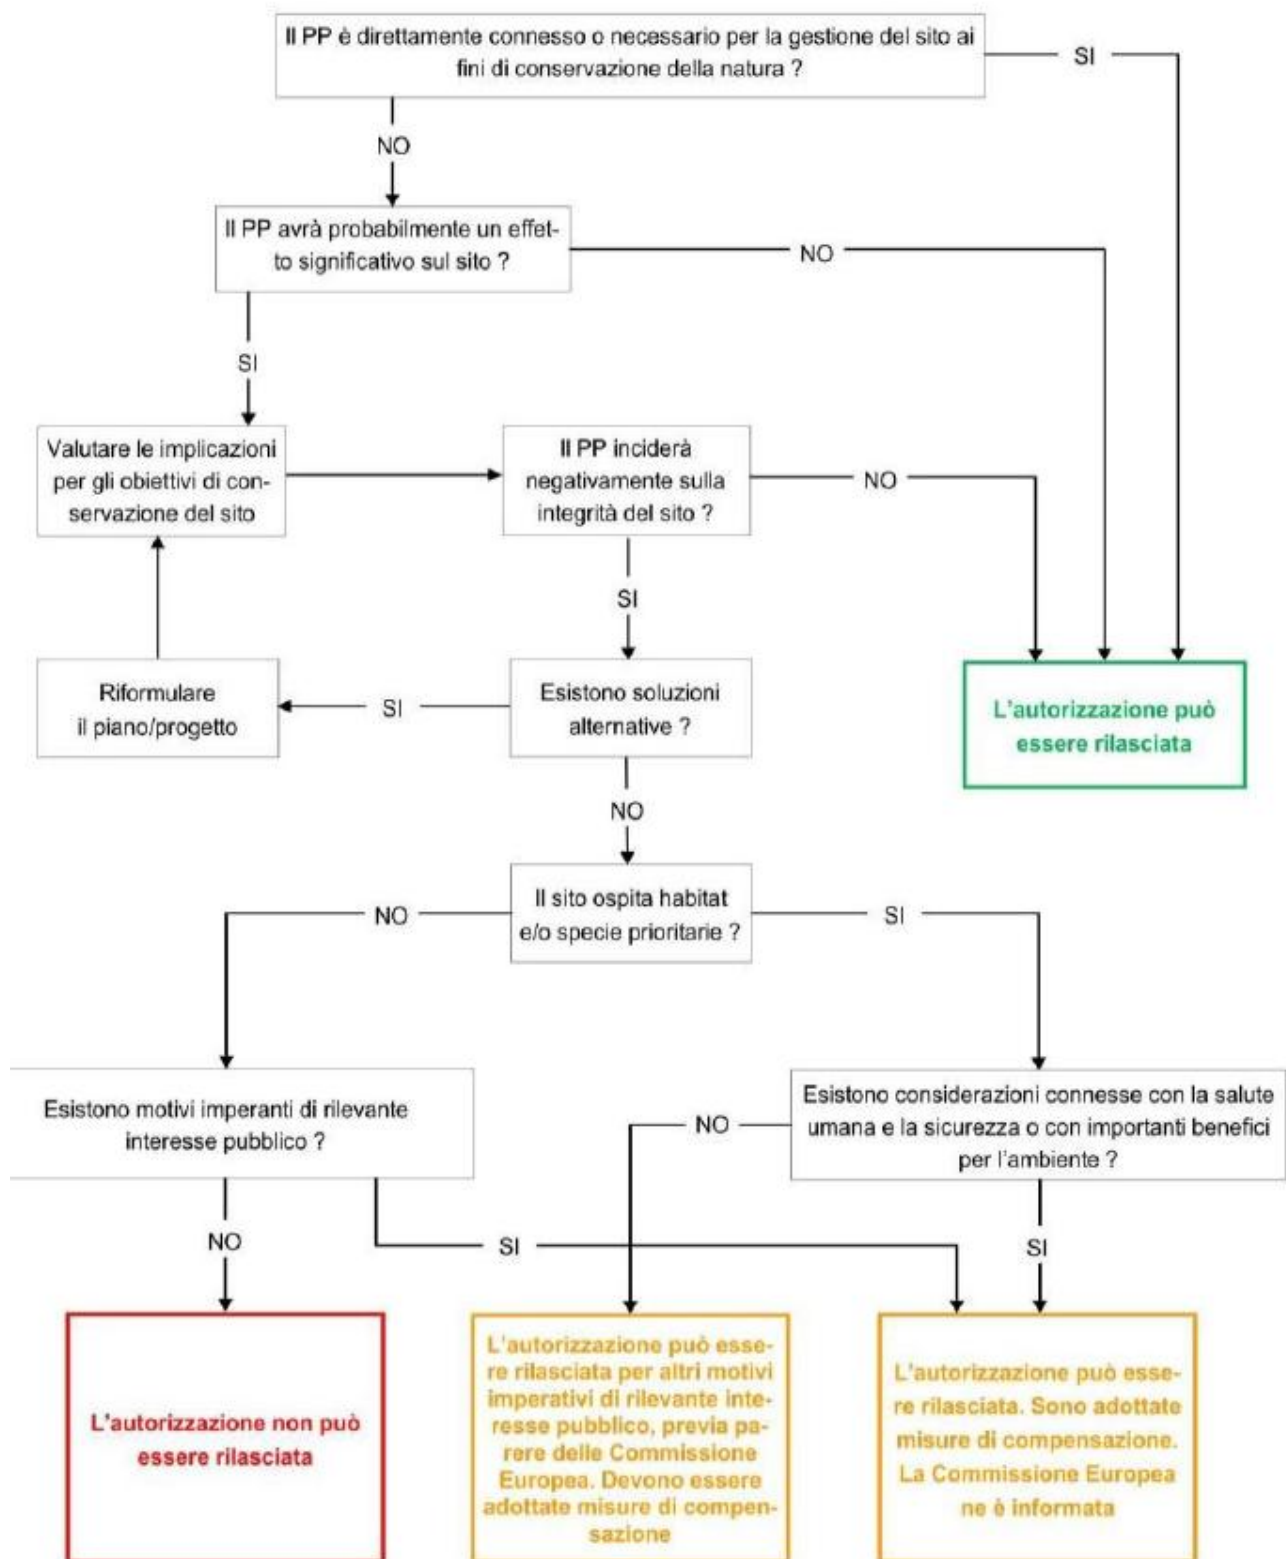 Il PP è direttamente connesso o necessario per la gestione del sito ai
fini di conservazione della natura ?
SI
NO
Il PP avrà probabilmente un effet-
to significativo sul sito ?
NO
SI
Valutare le implicazioni
per gli obiettivi di con-
servazione del sito
Il PP inciderà
negativamente sulla
integrità del sito ?
NO
SI
Riformulare
il piano/progetto
SI
Esistono soluzioni
alternative ?
L'autorizzazione può
essere rilasciata
NO
Il sito ospita habitat
e/o specie prioritarie ?
NO
SI
Esistono motivi imperanti di rilevante
interesse pubblico ?
NO
Esistono considerazioni connesse con la salute
umana e la sicurezza o con importanti benefici
per l'ambiente ?
NO
SI
SI
L'autorizzazione non può
essere rilasciata
L'autorizzazione può esse-
re rilasciata per altri motivi
imperativi di rilevante inte-
resse pubblico, previa pa-
rere delle Commissione
Europea. Devono essere
adottate misure di compen-
sazione
L'autorizzazione può esse-
re rilasciata. Sono adottate
misure di compensazione.
La Commissione Europea
ne è informata